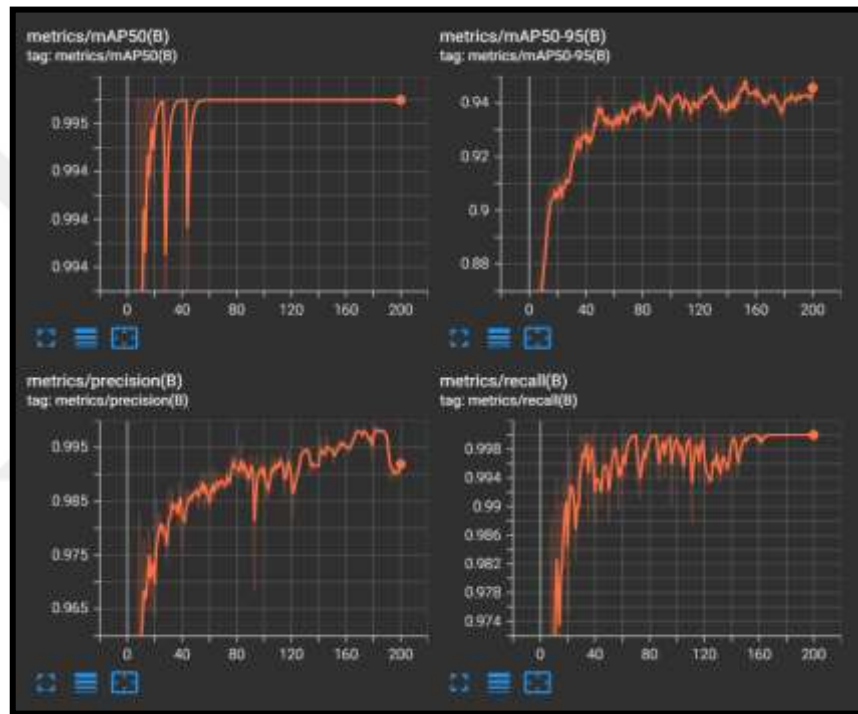 metrics/mAP50(B)
tag: metrics/mAP50(B)
0.995
0.994
0.994
0.994
0 40 80 120 160 200
metrics/mAP50-95(B)
tag: metrics/mAP50-95(B)
0.94
0.92
0.9
0.88
0 40 80 120 160 200
metrics/precision(B)
tag: metrics/precision(B)
0.995
0.985
0.975
0.965
0 40 80 120 160 200
metrics/recall(B)
tag: metrics/recall(B)
0.998
0.994
0.99
0.986
0.982
0.978
0.974
0 40 80 120 160 200